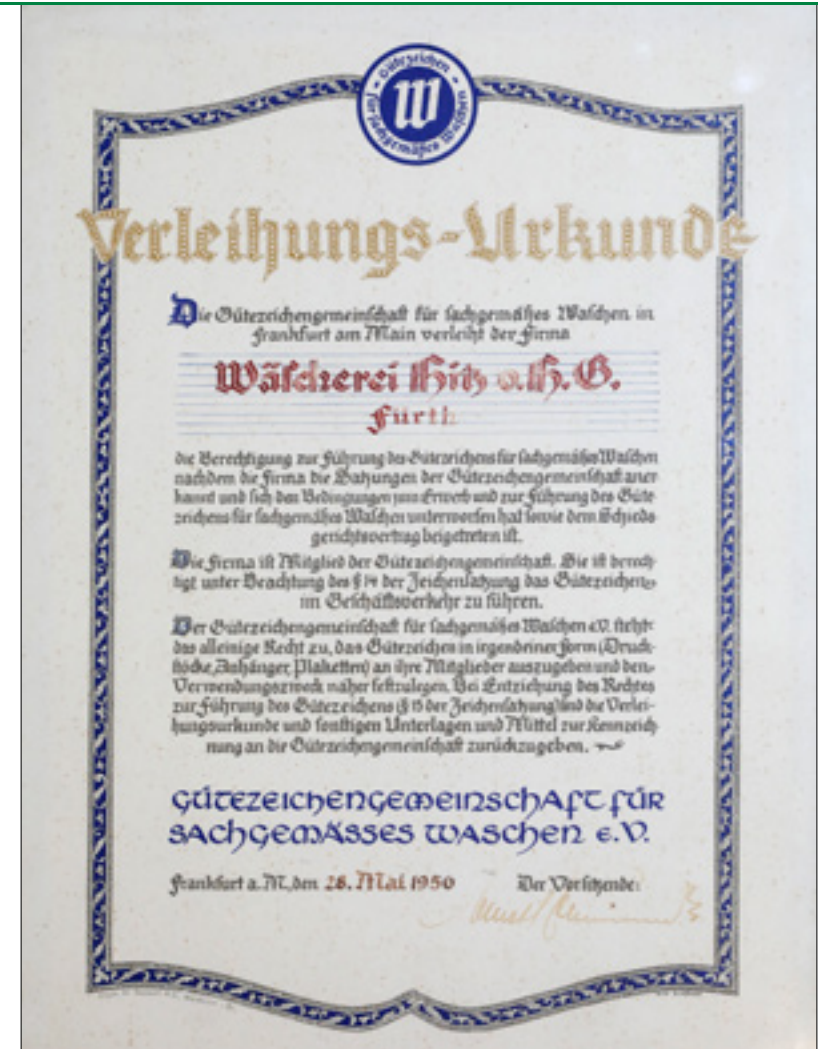 Gütezeichen
für sachgemäßes Waschen
W
Verleihungs-Urkunde
Die Gütezeichengemeinschaft für sachgemäßes Waschen in
Frankfurt am Main verleiht der Firma
Wäscherei Hitz o.H.G.
Fürth
die Berechtigung zur Führung des Gütezeichens für sachgemäßes Waschen
nachdem die Firma die Satzungen der Gütezeichengemeinschaft aner
kannt und sich den Bedingungen zum Erwerb und zur Führung des Güte
zeichens für sachgemäßes Waschen unterworfen hat sowie dem Schieds
gerichtsvertrag beigetreten ist.
Die Firma ist Mitglied der Gütezeichengemeinschaft. Sie ist berech
tigt unter Beachtung des § 14 der Zeichensatzung das Gütezeichen
im Geschäftsverkehr zu führen.
Der Gütezeichengemeinschaft für sachgemäßes Waschen e.V. steht
das alleinige Recht zu, das Gütezeichen in irgendeiner Form (Druck-
stöcke, Anhänger, Plaketten) an ihre Mitglieder auszugeben und den
Verwendungszweck näher festzulegen. Bei Entziehung des Rechtes
zur Führung des Gütezeichens (§ 15 der Zeichensatzung) sind die Verlei-
hungsurkunde und sonstigen Unterlagen und Mittel zur Kennzeich
nung an die Gütezeichengemeinschaft zurückzugeben.
GÜTEZEICHENGEMEINSCHAFT FÜR
SACHGEMÄSSES WASCHEN e.V.
Frankfurt a. M., den 28. Mai 1950 Der Vorsitzende: